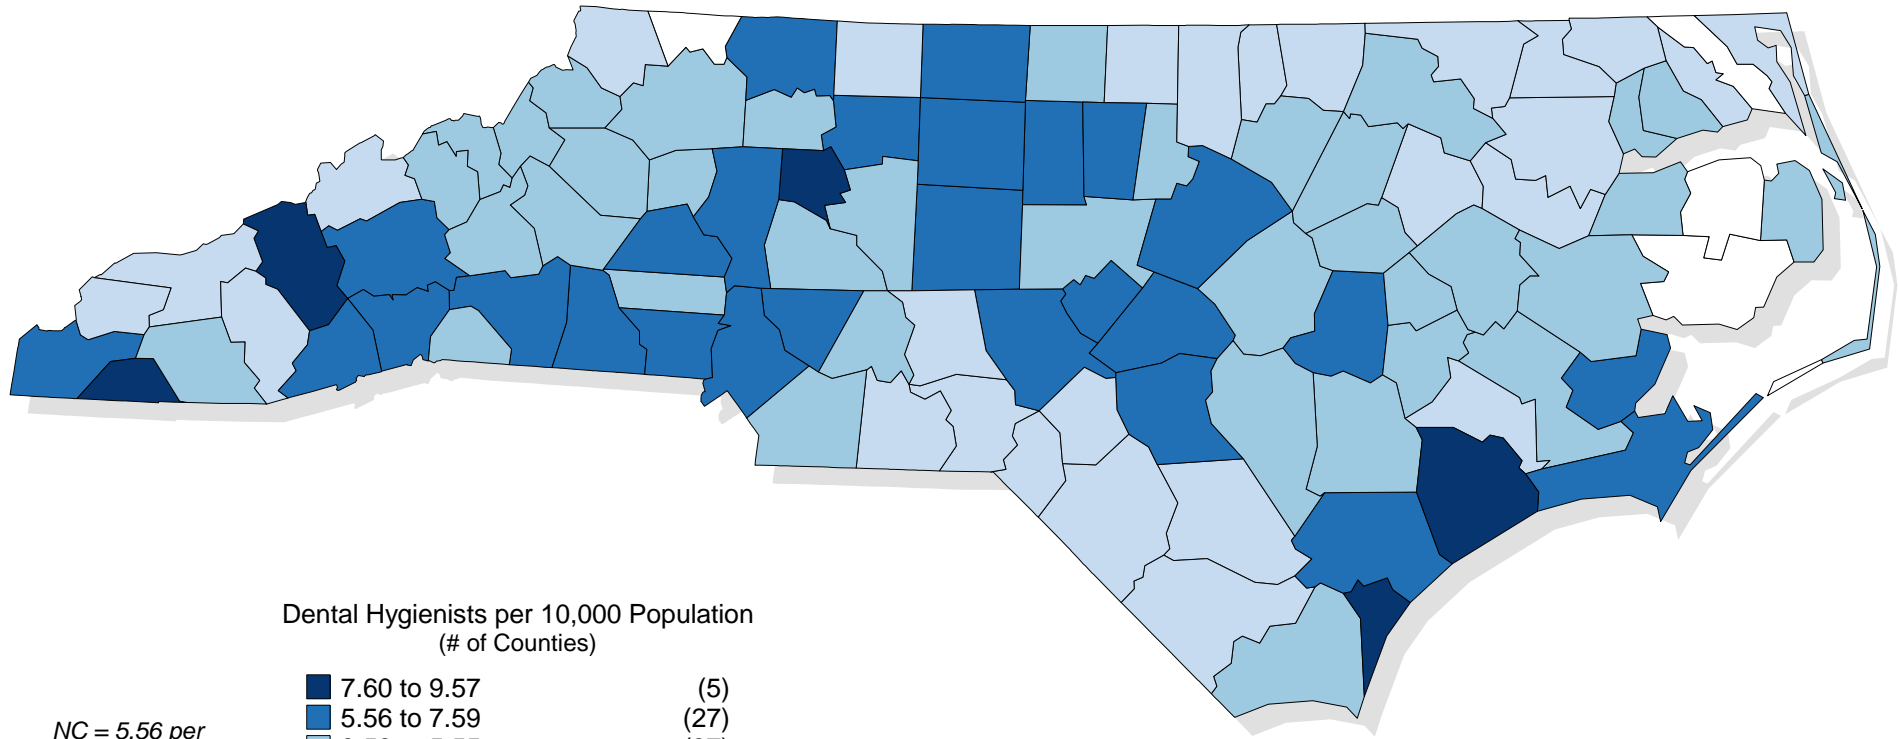 Dental Hygienists per 10,000 Population
(# of Counties)
7.60 to 9.57 (5)
5.56 to 7.59 (27)
NC = 5.56 per